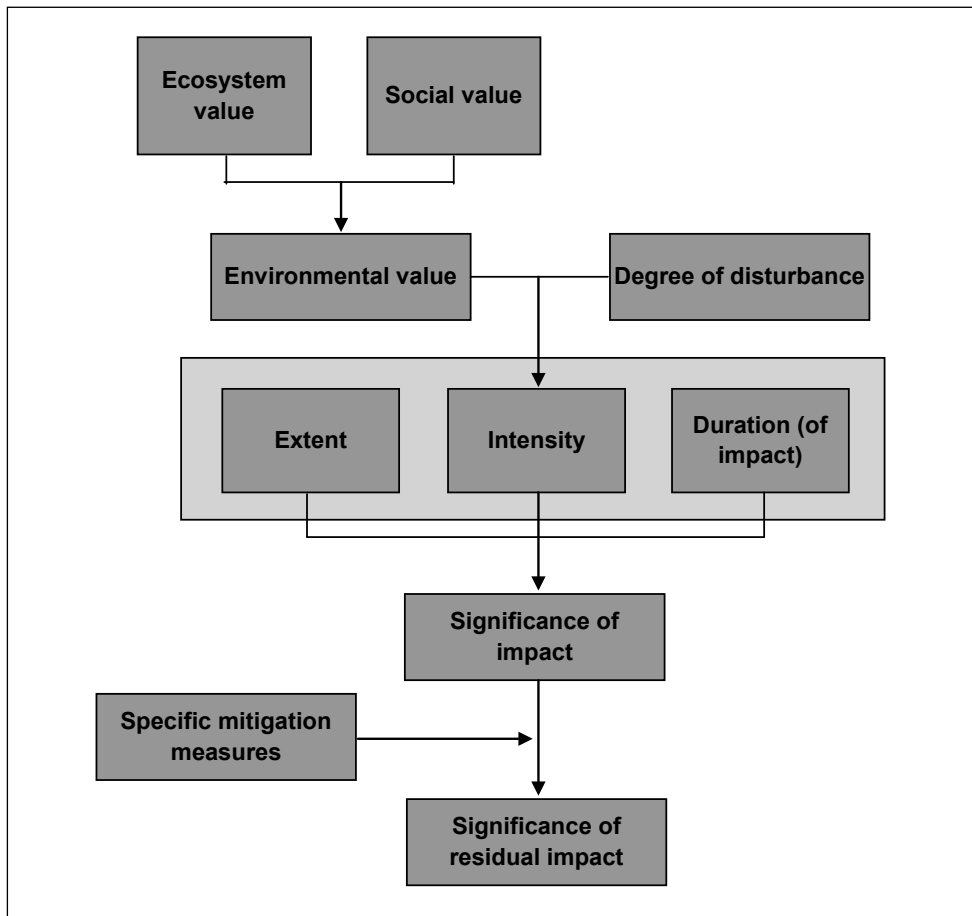 Ecosystem
value
Social value
Environmental value
Degree of disturbance
Extent
Intensity
Duration (of
impact)
Significance of
impact
Specific mitigation
measures
Significance of
residual impact